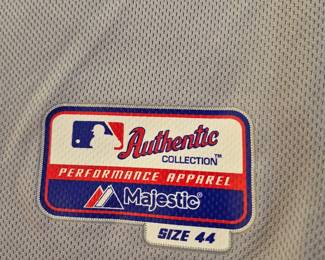 Authentic
COLLECTION™
PERFORMANCE APPAREL
Majestic®
SIZE 44